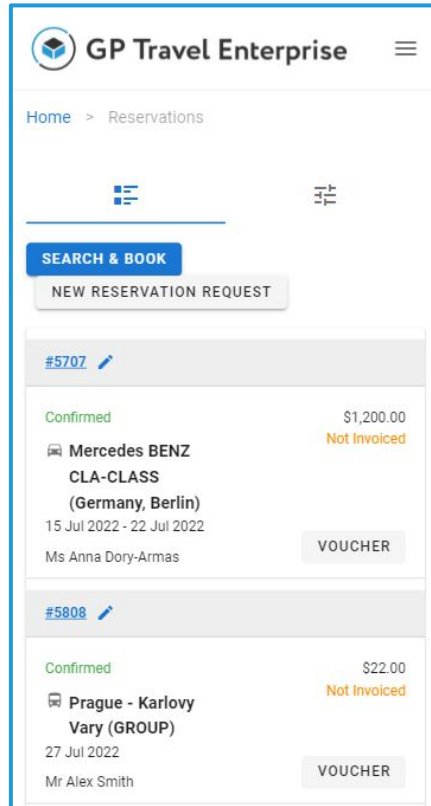 GP Travel Enterprise
Home > Reservations
SEARCH & BOOK
NEW RESERVATION REQUEST
#5707
Confirmed $1,200.00
Not Invoiced
Mercedes BENZ
CLA-CLASS
(Germany, Berlin)
15 Jul 2022 - 22 Jul 2022
Ms Anna Dory-Armas
VOUCHER
#5808
Confirmed $22.00
Not Invoiced
Prague - Karlovy
Vary (GROUP)
27 Jul 2022
Mr Alex Smith
VOUCHER